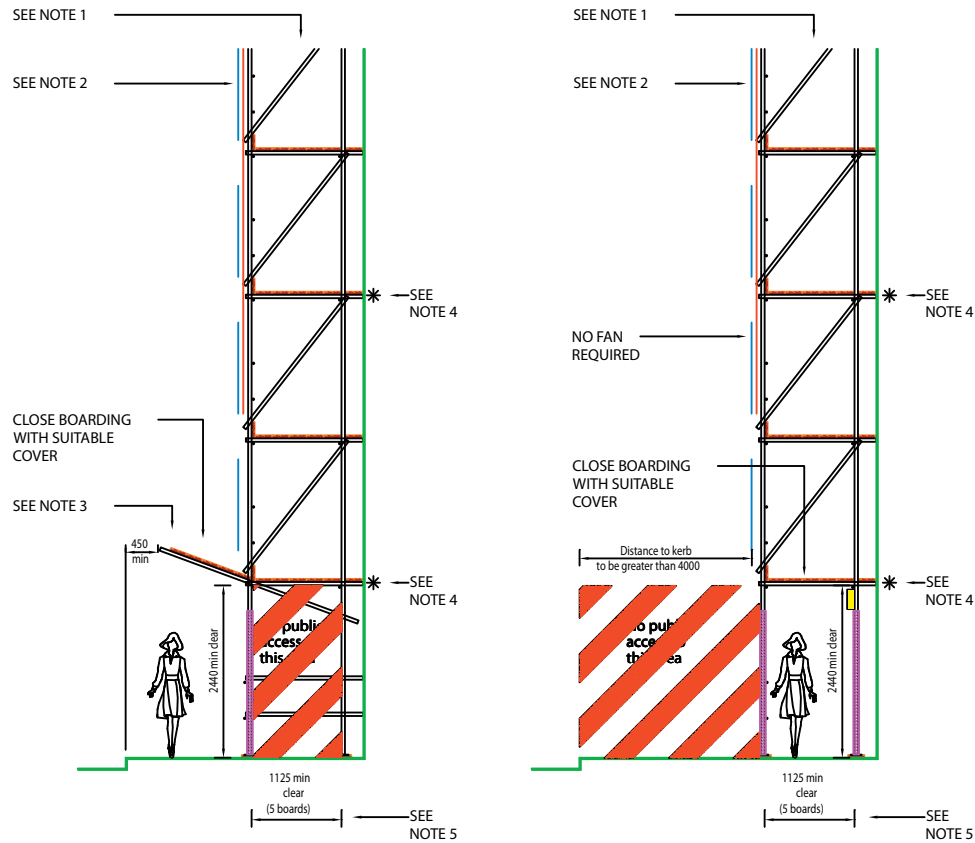 SEE NOTE 1
SEE NOTE 2
SEE
NOTE 4
CLOSE BOARDING
WITH SUITABLE
COVER
SEE NOTE 3
450
min
SEE
NOTE 4
2440 min clear
this
1125 min
clear
(5 boards)
SEE
NOTE 5
SEE NOTE 1
SEE NOTE 2
SEE
NOTE 4
NO FAN
REQUIRED
CLOSE BOARDING
WITH SUITABLE
COVER
Distance to kerb
to be greater than 4000
SEE
NOTE 4
2440 min clear
1125 min
clear
(5 boards)
SEE
NOTE 5